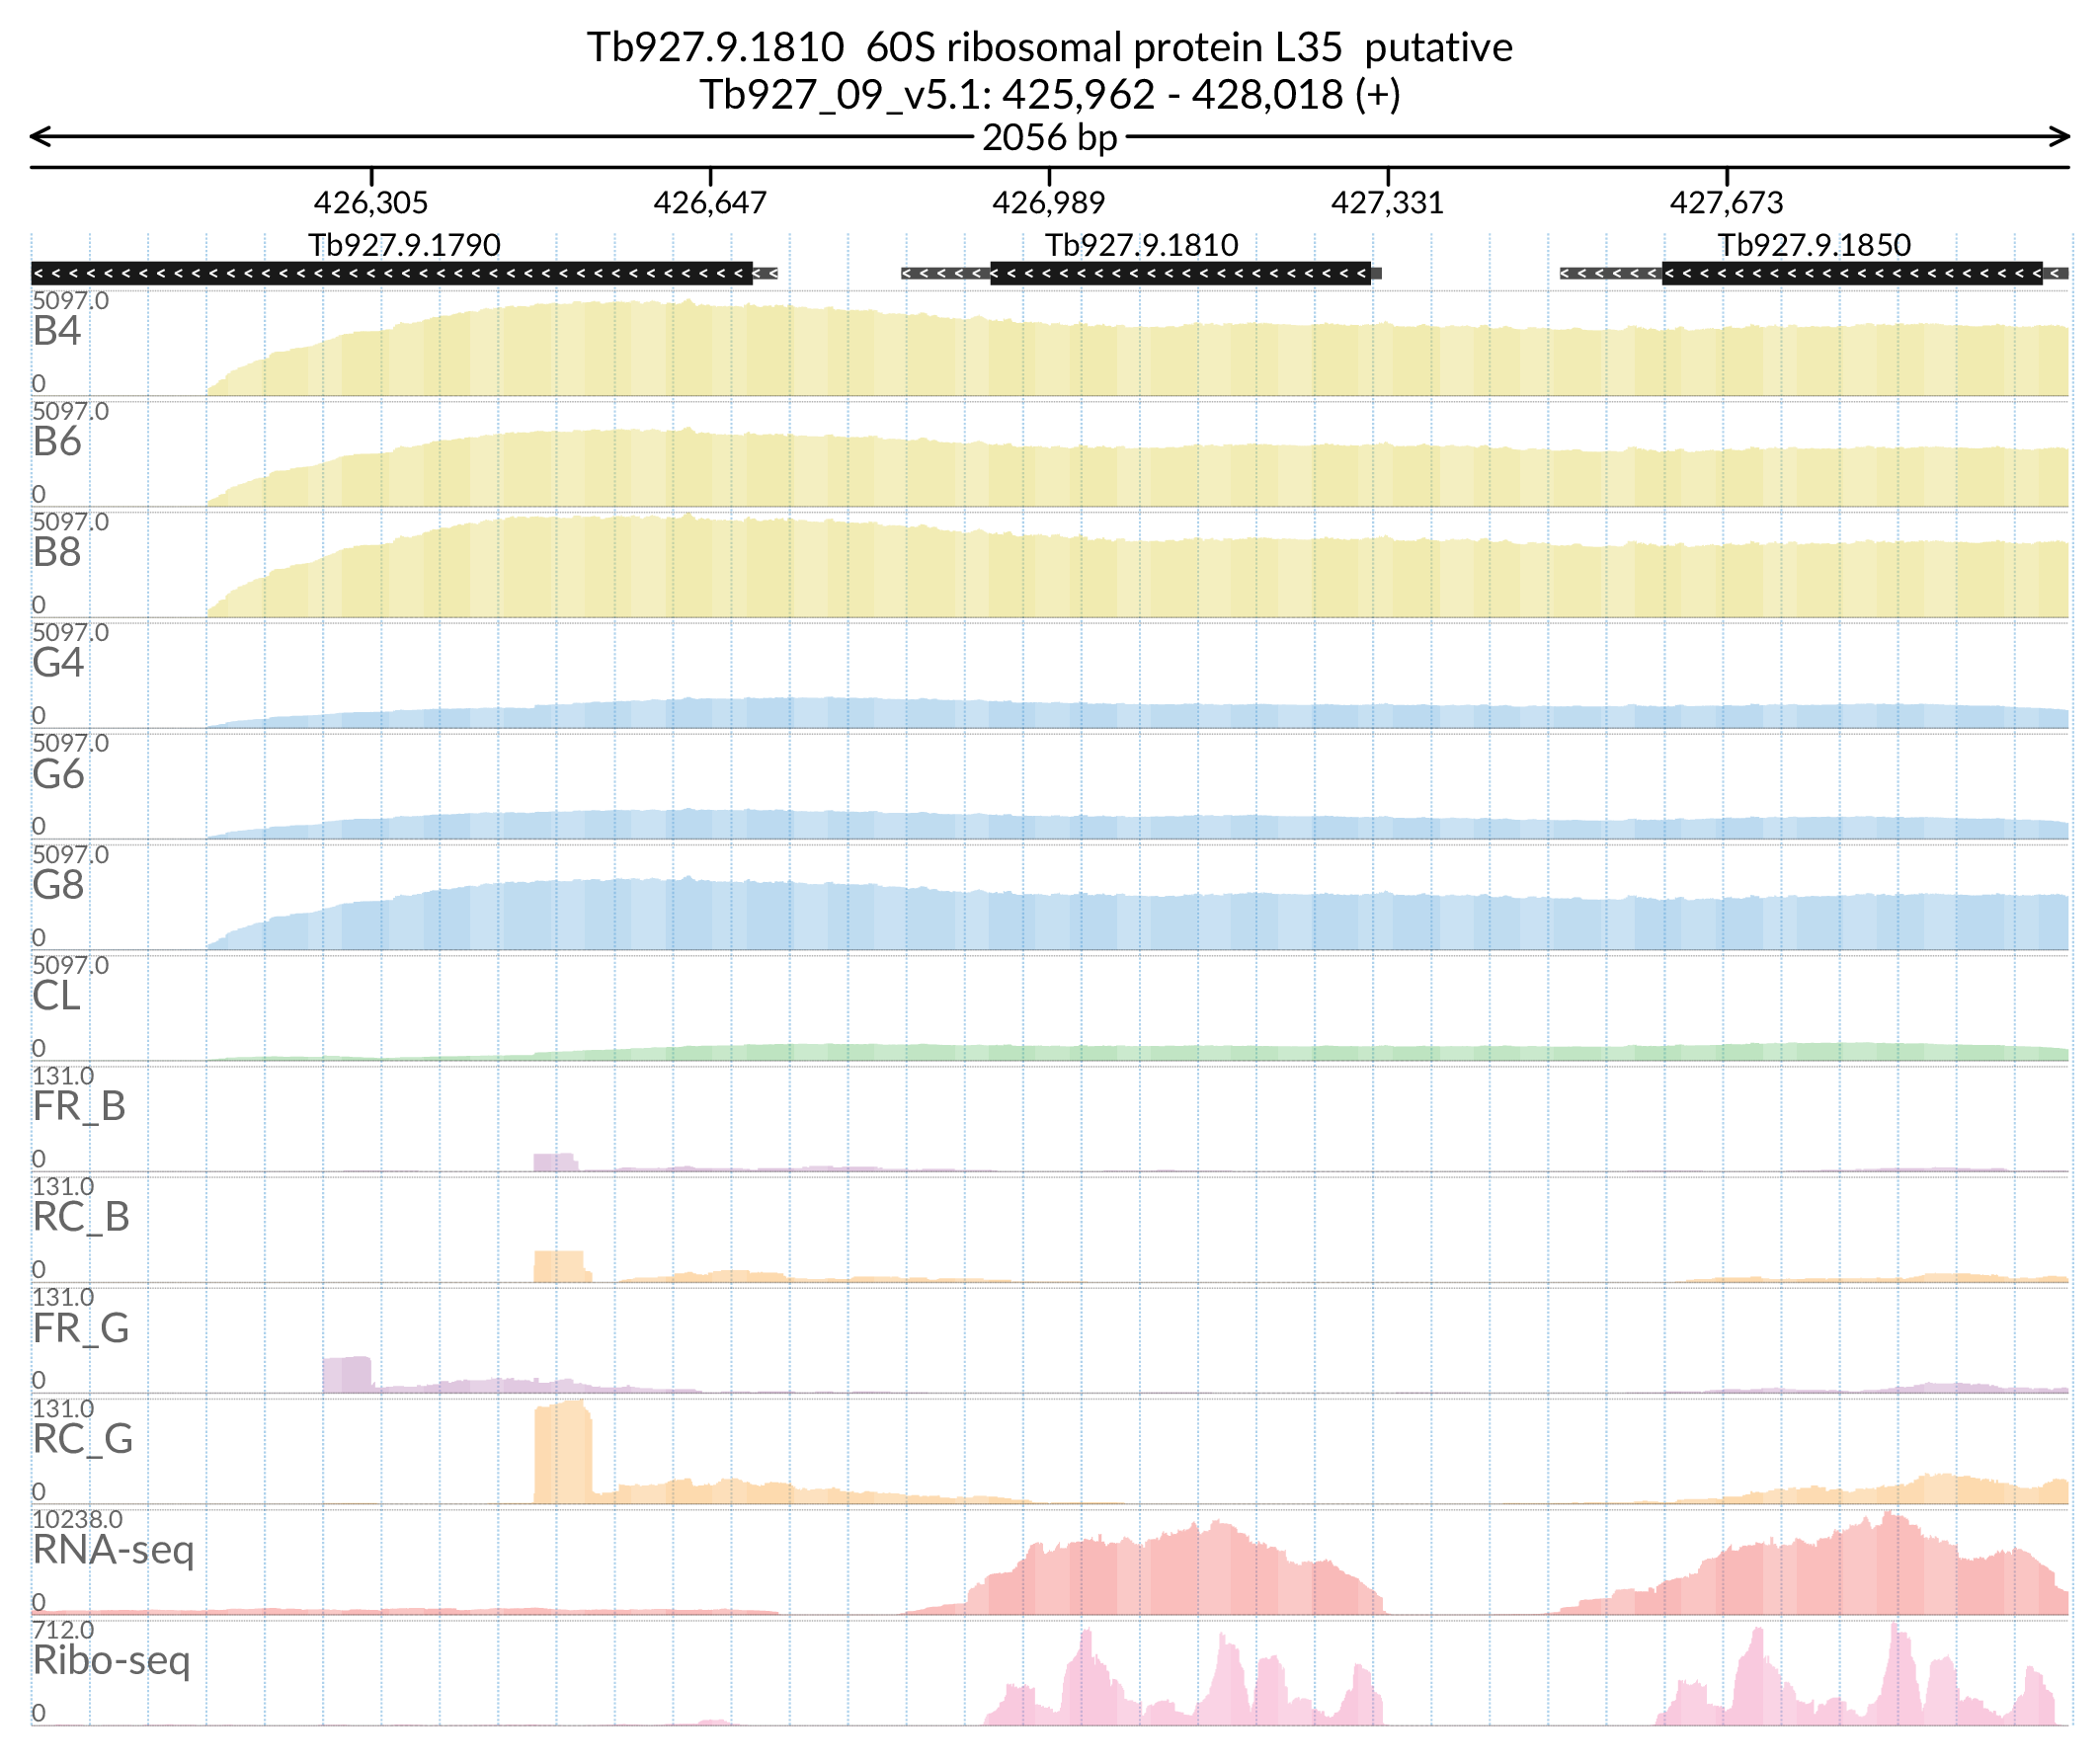 Tb927.9.1810  60S ribosomal protein L35  putative
Tb927_09_v5.1: 425,962 - 428,018 (+)
2056 bp
426,305 426,647 426,989 427,331 427,673
Tb927.9.1790 Tb927.9.1810 Tb927.9.1850
5097.0
B4
0
5097.0
B6
0
5097.0
B8
0
5097.0
G4
0
5097.0
G6
0
5097.0
G8
0
5097.0
CL
0
131.0
FR_B
0
131.0
RC_B
0
131.0
FR_G
0
131.0
RC_G
0
10238.0
RNA-seq
0
712.0
Ribo-seq
0